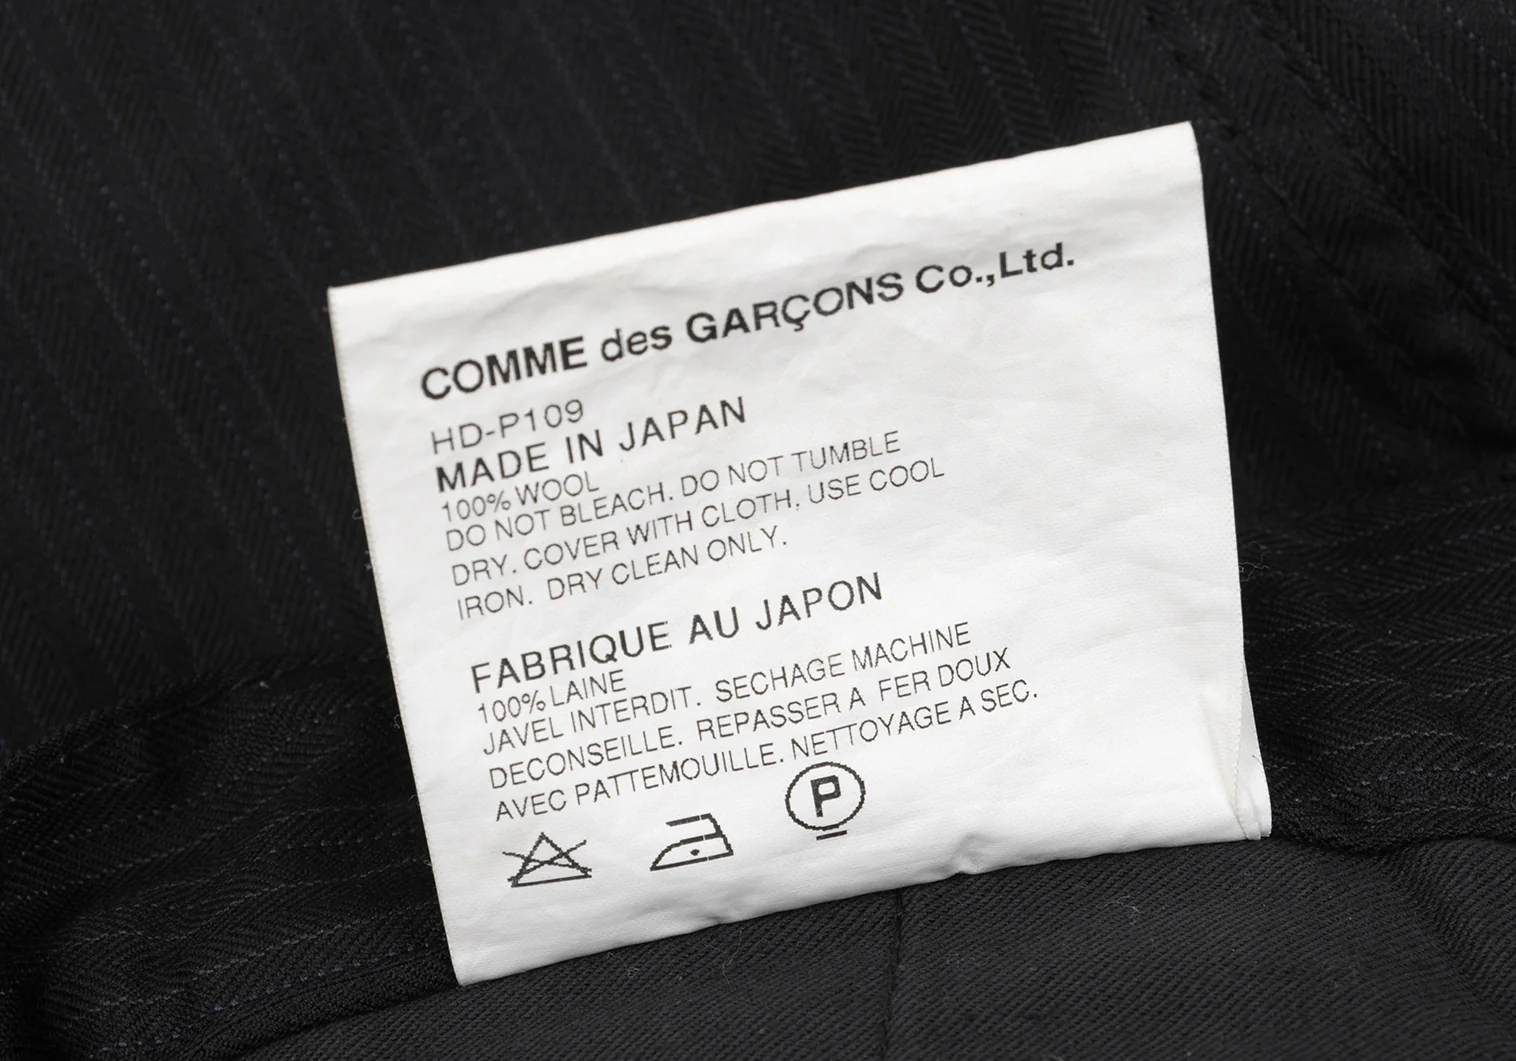 COMME des GARÇONS Co.,Ltd.
HD-P109
MADE IN JAPAN
100% WOOL
DO NOT BLEACH. DO NOT TUMBLE
DRY. COVER WITH CLOTH, USE COOL
IRON. DRY CLEAN ONLY.
FABRIQUE AU JAPON
100% LAINE
JAVEL INTERDIT. SECHAGE MACHINE
DECONSEILLE. REPASSER A FER DOUX
AVEC PATTEMOUILLE. NETTOYAGE A SEC.
P